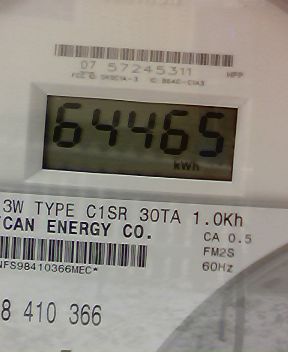 07 57245311
HPP
64465
kWh
3W TYPE C1SR 30TA 1.0Kh
CAN ENERGY CO.
CA 0.5
FM2S
60Hz
NFS98410366MEC*
8 410 366